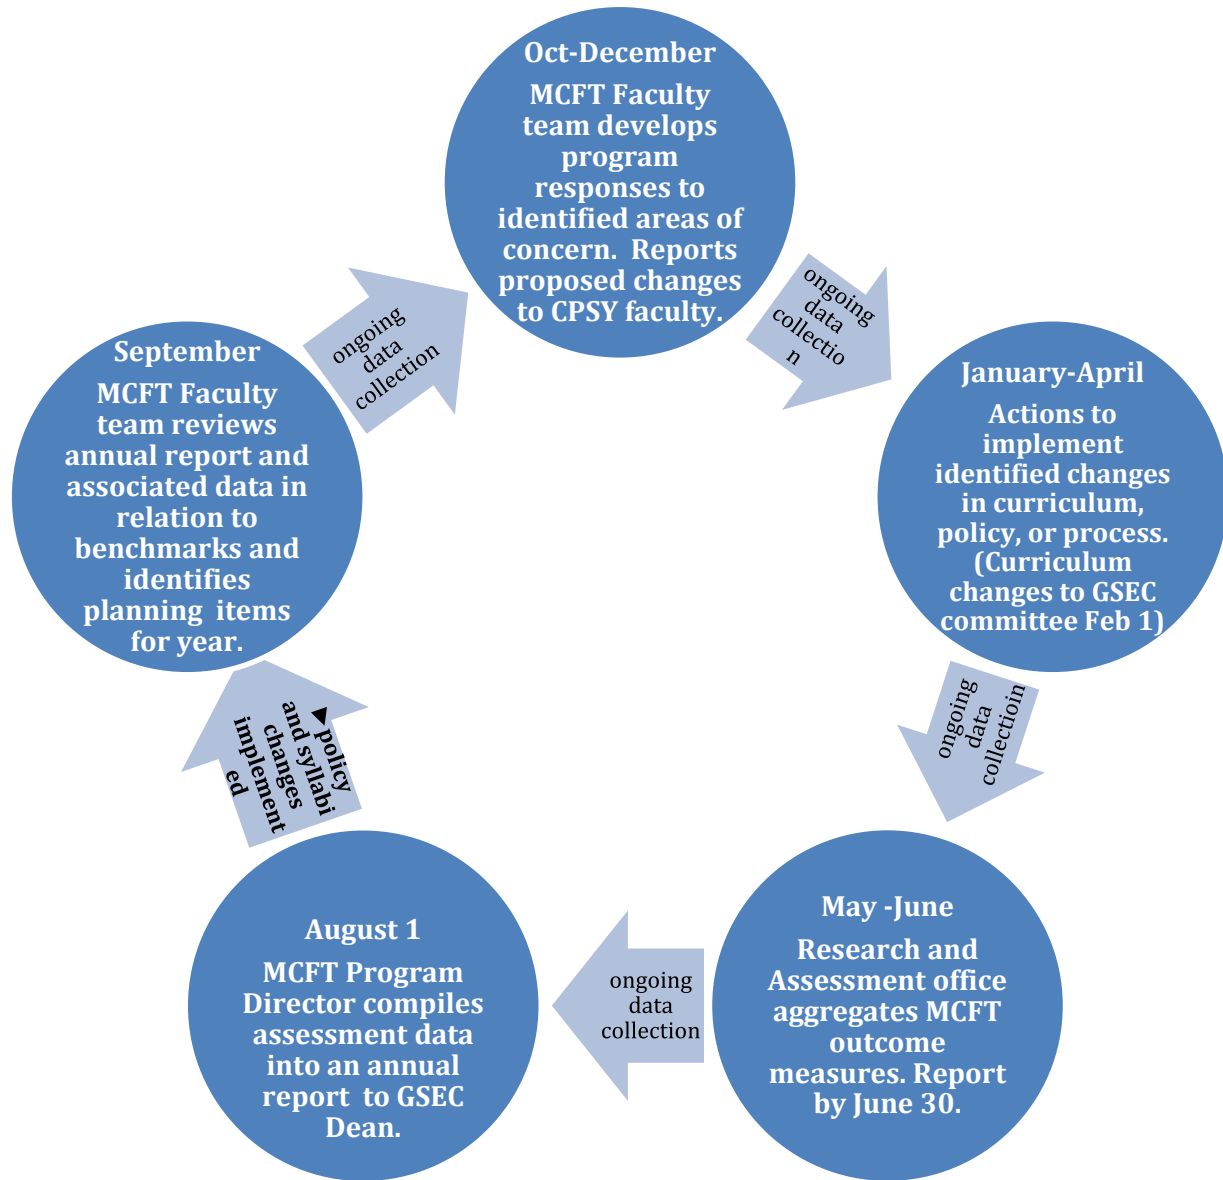 Oct-December
MCFT Faculty
team develops
program
responses to
identified areas of
concern.  Reports
proposed changes
to CPSY faculty.
ongoing
data
collectio
n
January-April
Actions to
implement
identified changes
in curriculum,
policy, or process.
(Curriculum
changes to GSEC
committee Feb 1)
ongoing
data
collectioin
May -June
Research and
Assessment office
aggregates MCFT
outcome
measures. Report
by June 30.
ongoing
data
collection
August 1
MCFT Program
Director compiles
assessment data
into an annual
report  to GSEC
Dean.
▲ policy
and syllabi
changes
implement
ed
September
MCFT Faculty
team reviews
annual report and
associated data in
relation to
benchmarks and
identifies
planning  items
for year.
ongoing
data
collection